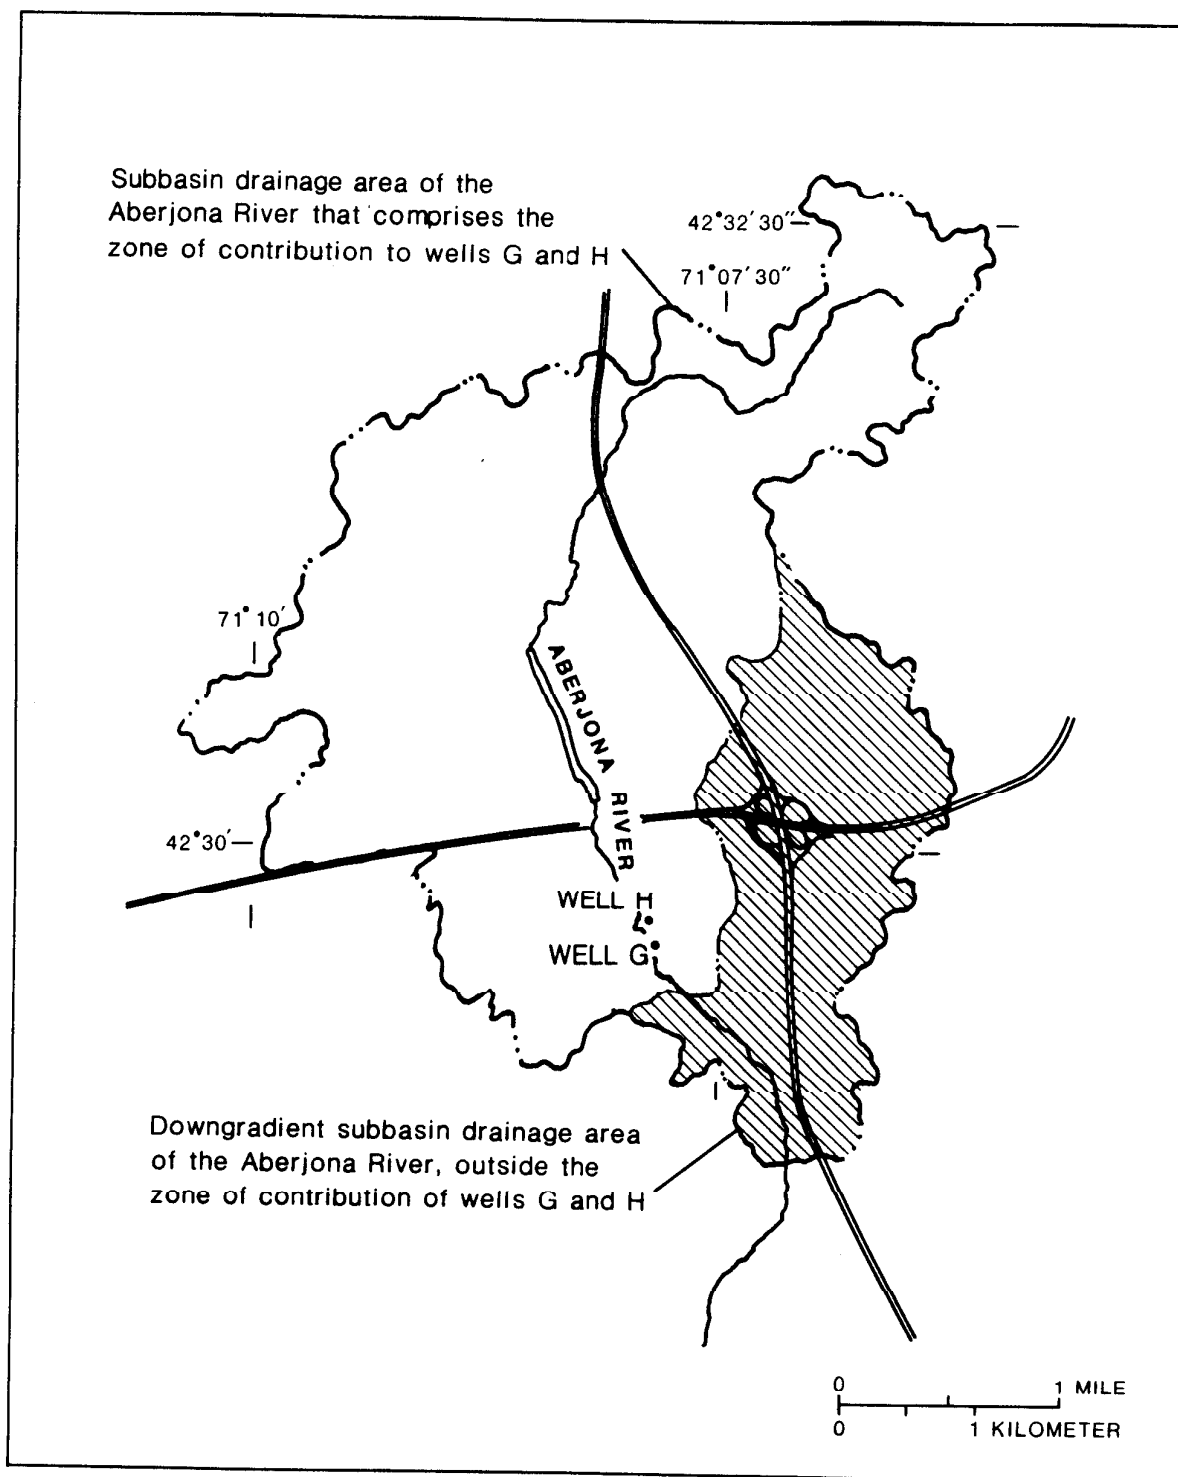 Subbasin drainage area of the
Aberjona River that comprises the
zone of contribution to wells G and H
42°32'30"
71°07'30"
71°10'
ABERJONA RIVER
42°30'
WELL H
WELL G
Downgradient subbasin drainage area
of the Aberjona River, outside the
zone of contribution of wells G and H
0 1 MILE
0 1 KILOMETER